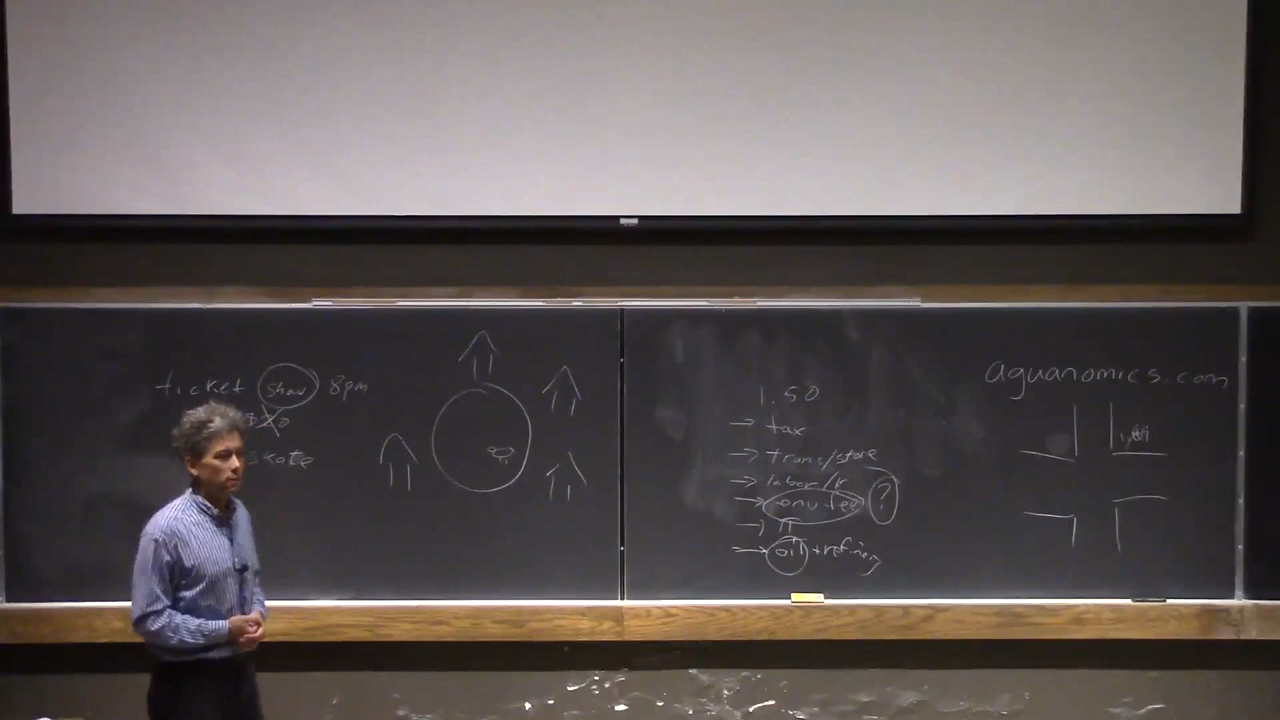 ticket show 8pm
skate
1.50
→ tax
→ trans/store
→ labor/k
→ env fee ?
→ π
→ oil + refining
aguanomics.com